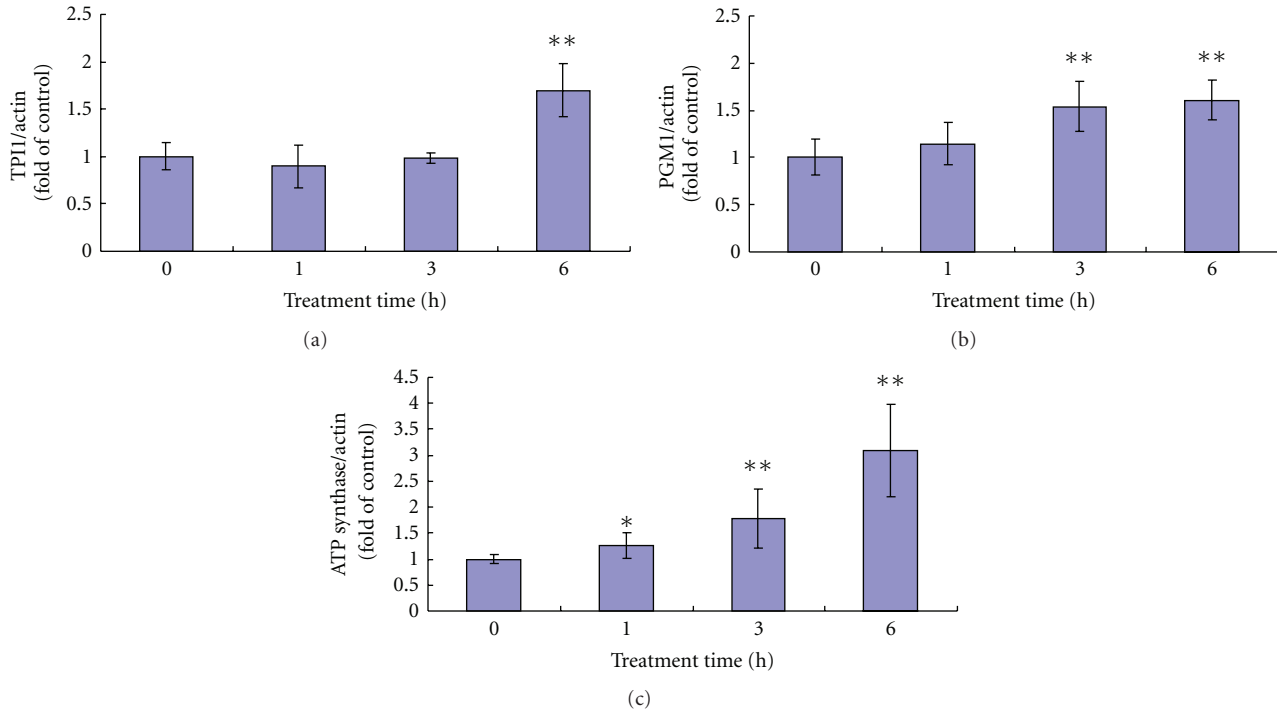 2.5
2
1.5
1
0.5
0
TPI1/actin
(fold of control)
**
0 1 3 6
Treatment time (h)
(a)
2.5
2
1.5
1
0.5
0
PGM1/actin
(fold of control)
** **
0 1 3 6
Treatment time (h)
(b)
4.5
4
3.5
3
2.5
2
1.5
1
0.5
0
ATP synthase/actin
(fold of control)
* ** **
0 1 3 6
Treatment time (h)
(c)